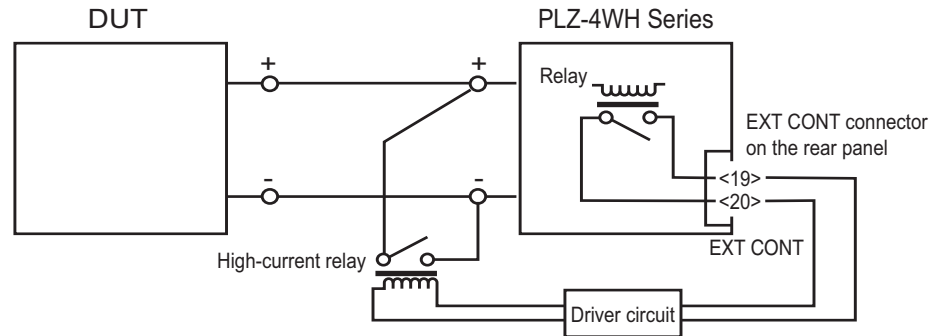 DUT
PLZ-4WH Series
+
+
Relay
EXT CONT connector
on the rear panel
<19>
-
-
<20>
EXT CONT
High-current relay
Driver circuit